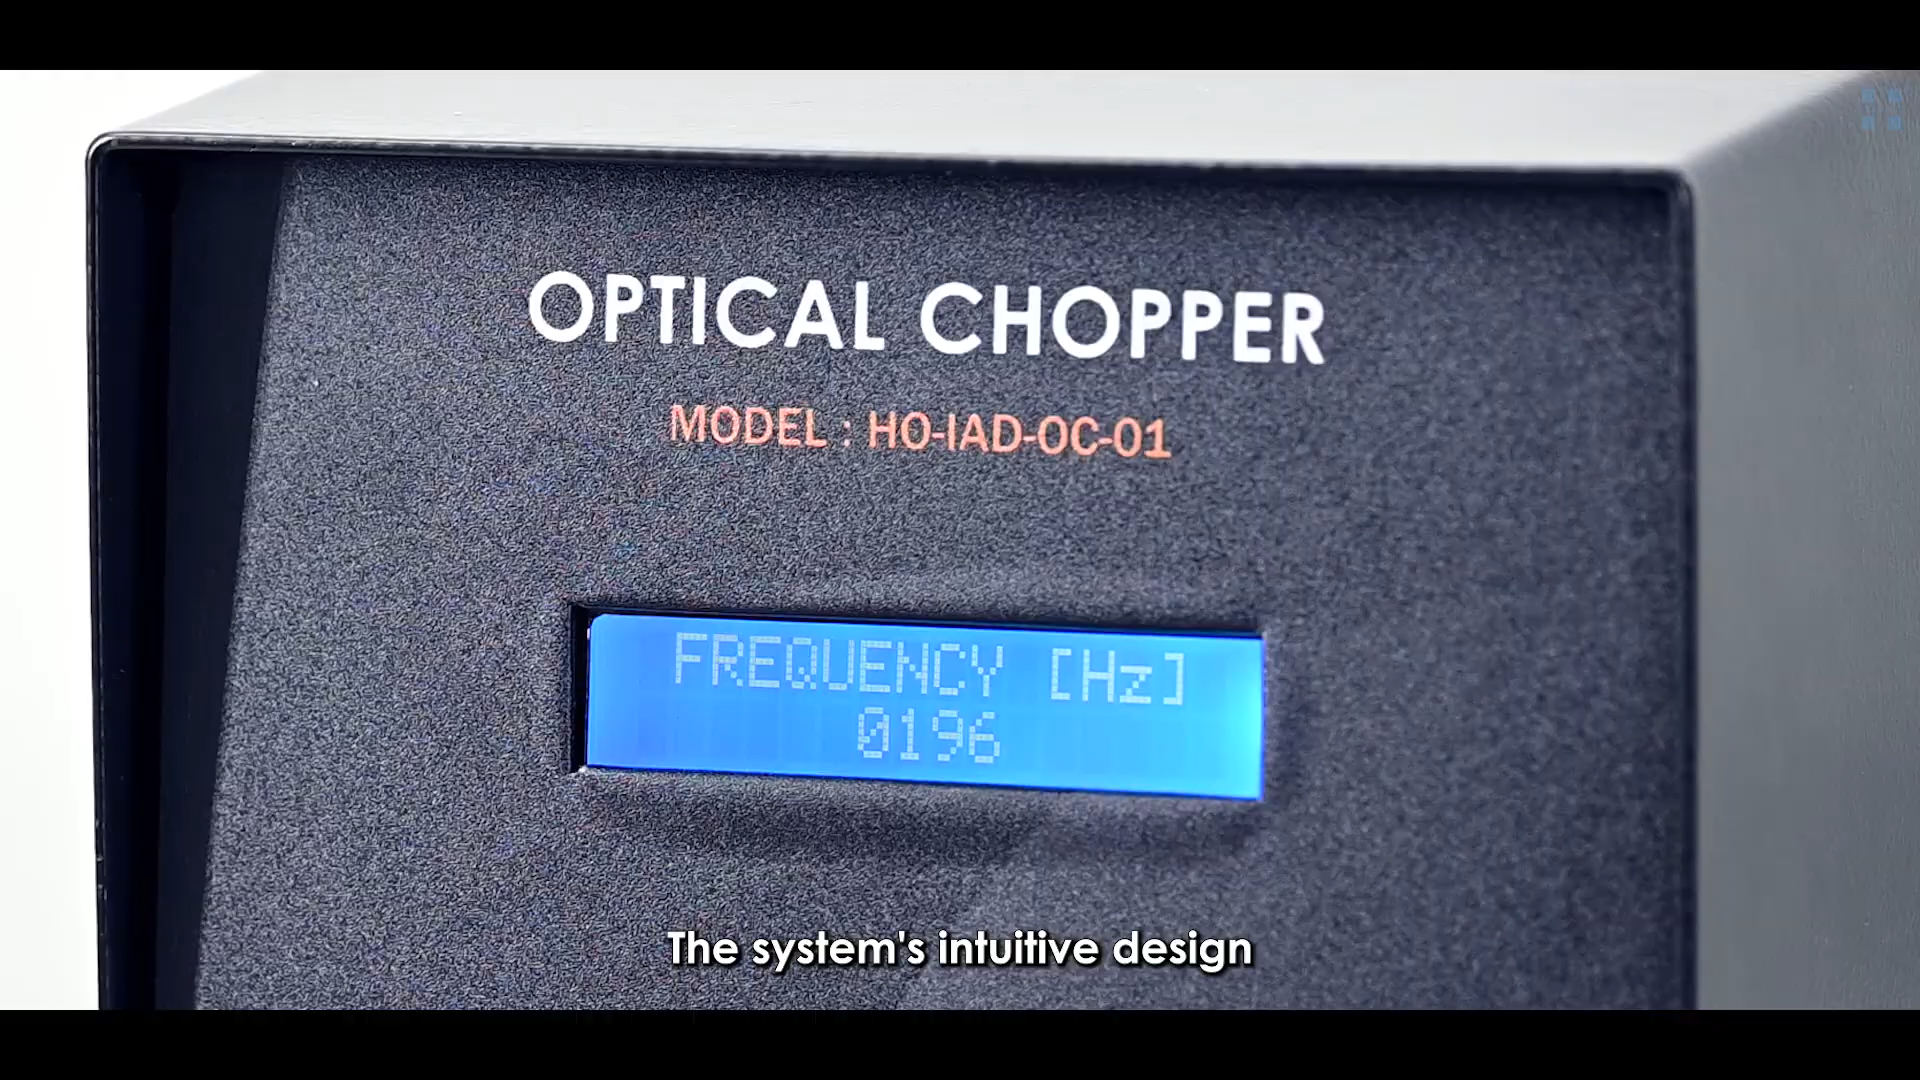 OPTICAL CHOPPER
MODEL : HO-IAD-OC-01
FREQUENCY [Hz]
0196
The system's intuitive design